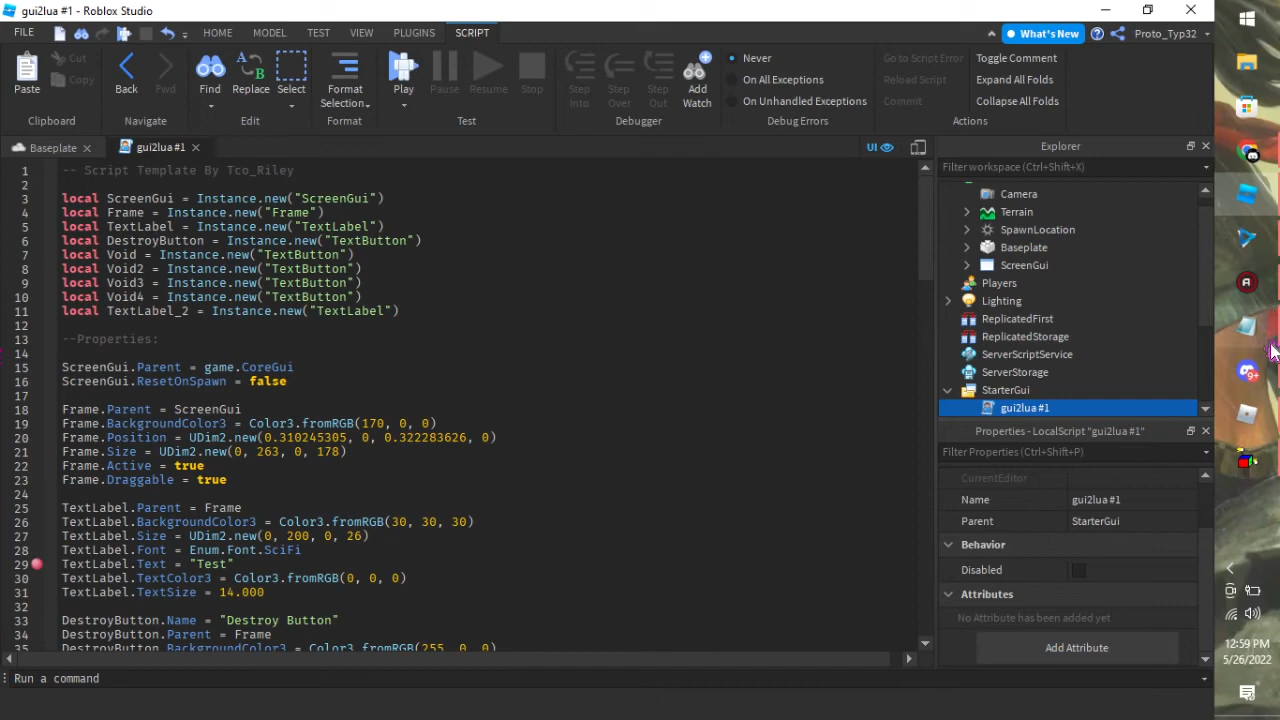 gui2lua #1 - Roblox Studio
FILE HOME MODEL TEST VIEW PLUGINS SCRIPT What's New Proto_Typ32
Paste Cut Copy
Back Fwd
Find Replace Select
Format Selection
Play Pause Resume Stop
Step Into Step Over Step Out Add Watch
Never
On All Exceptions
On Unhandled Exceptions
Go to Script Error
Reload Script
Commit
Toggle Comment
Expand All Folds
Collapse All Folds
Clipboard Navigate Edit Format Test Debugger Debug Errors Actions
Baseplate gui2lua #1 UI
1 -- Script Template By Tco_Riley
2
3 local ScreenGui = Instance.new("ScreenGui")
4 local Frame = Instance.new("Frame")
5 local TextLabel = Instance.new("TextLabel")
6 local DestroyButton = Instance.new("TextButton")
7 local Void = Instance.new("TextButton")
8 local Void2 = Instance.new("TextButton")
9 local Void3 = Instance.new("TextButton")
10 local Void4 = Instance.new("TextButton")
11 local TextLabel_2 = Instance.new("TextLabel")
12
13 --Properties:
14
15 ScreenGui.Parent = game.CoreGui
16 ScreenGui.ResetOnSpawn = false
17
18 Frame.Parent = ScreenGui
19 Frame.BackgroundColor3 = Color3.fromRGB(170, 0, 0)
20 Frame.Position = UDim2.new(0.310245305, 0, 0.322283626, 0)
21 Frame.Size = UDim2.new(0, 263, 0, 178)
22 Frame.Active = true
23 Frame.Draggable = true
24
25 TextLabel.Parent = Frame
26 TextLabel.BackgroundColor3 = Color3.fromRGB(30, 30, 30)
27 TextLabel.Size = UDim2.new(0, 200, 0, 26)
28 TextLabel.Font = Enum.Font.SciFi
29 TextLabel.Text = "Test"
30 TextLabel.TextColor3 = Color3.fromRGB(0, 0, 0)
31 TextLabel.TextSize = 14.000
32
33 DestroyButton.Name = "Destroy Button"
34 DestroyButton.Parent = Frame
35 DestroyButton.BackgroundColor3 = Color3.fromRGB(255, 0, 0)
Run a command
Explorer
Filter workspace (Ctrl+Shift+X)
Camera
Terrain
SpawnLocation
Baseplate
ScreenGui
Players
Lighting
ReplicatedFirst
ReplicatedStorage
ServerScriptService
ServerStorage
StarterGui
gui2lua #1
Properties - LocalScript "gui2lua #1"
Filter Properties (Ctrl+Shift+P)
CurrentEditor
Name gui2lua #1
Parent StarterGui
Behavior
Disabled
Attributes
No Attribute has been added yet
Add Attribute
9+
12:59 PM
5/26/2022